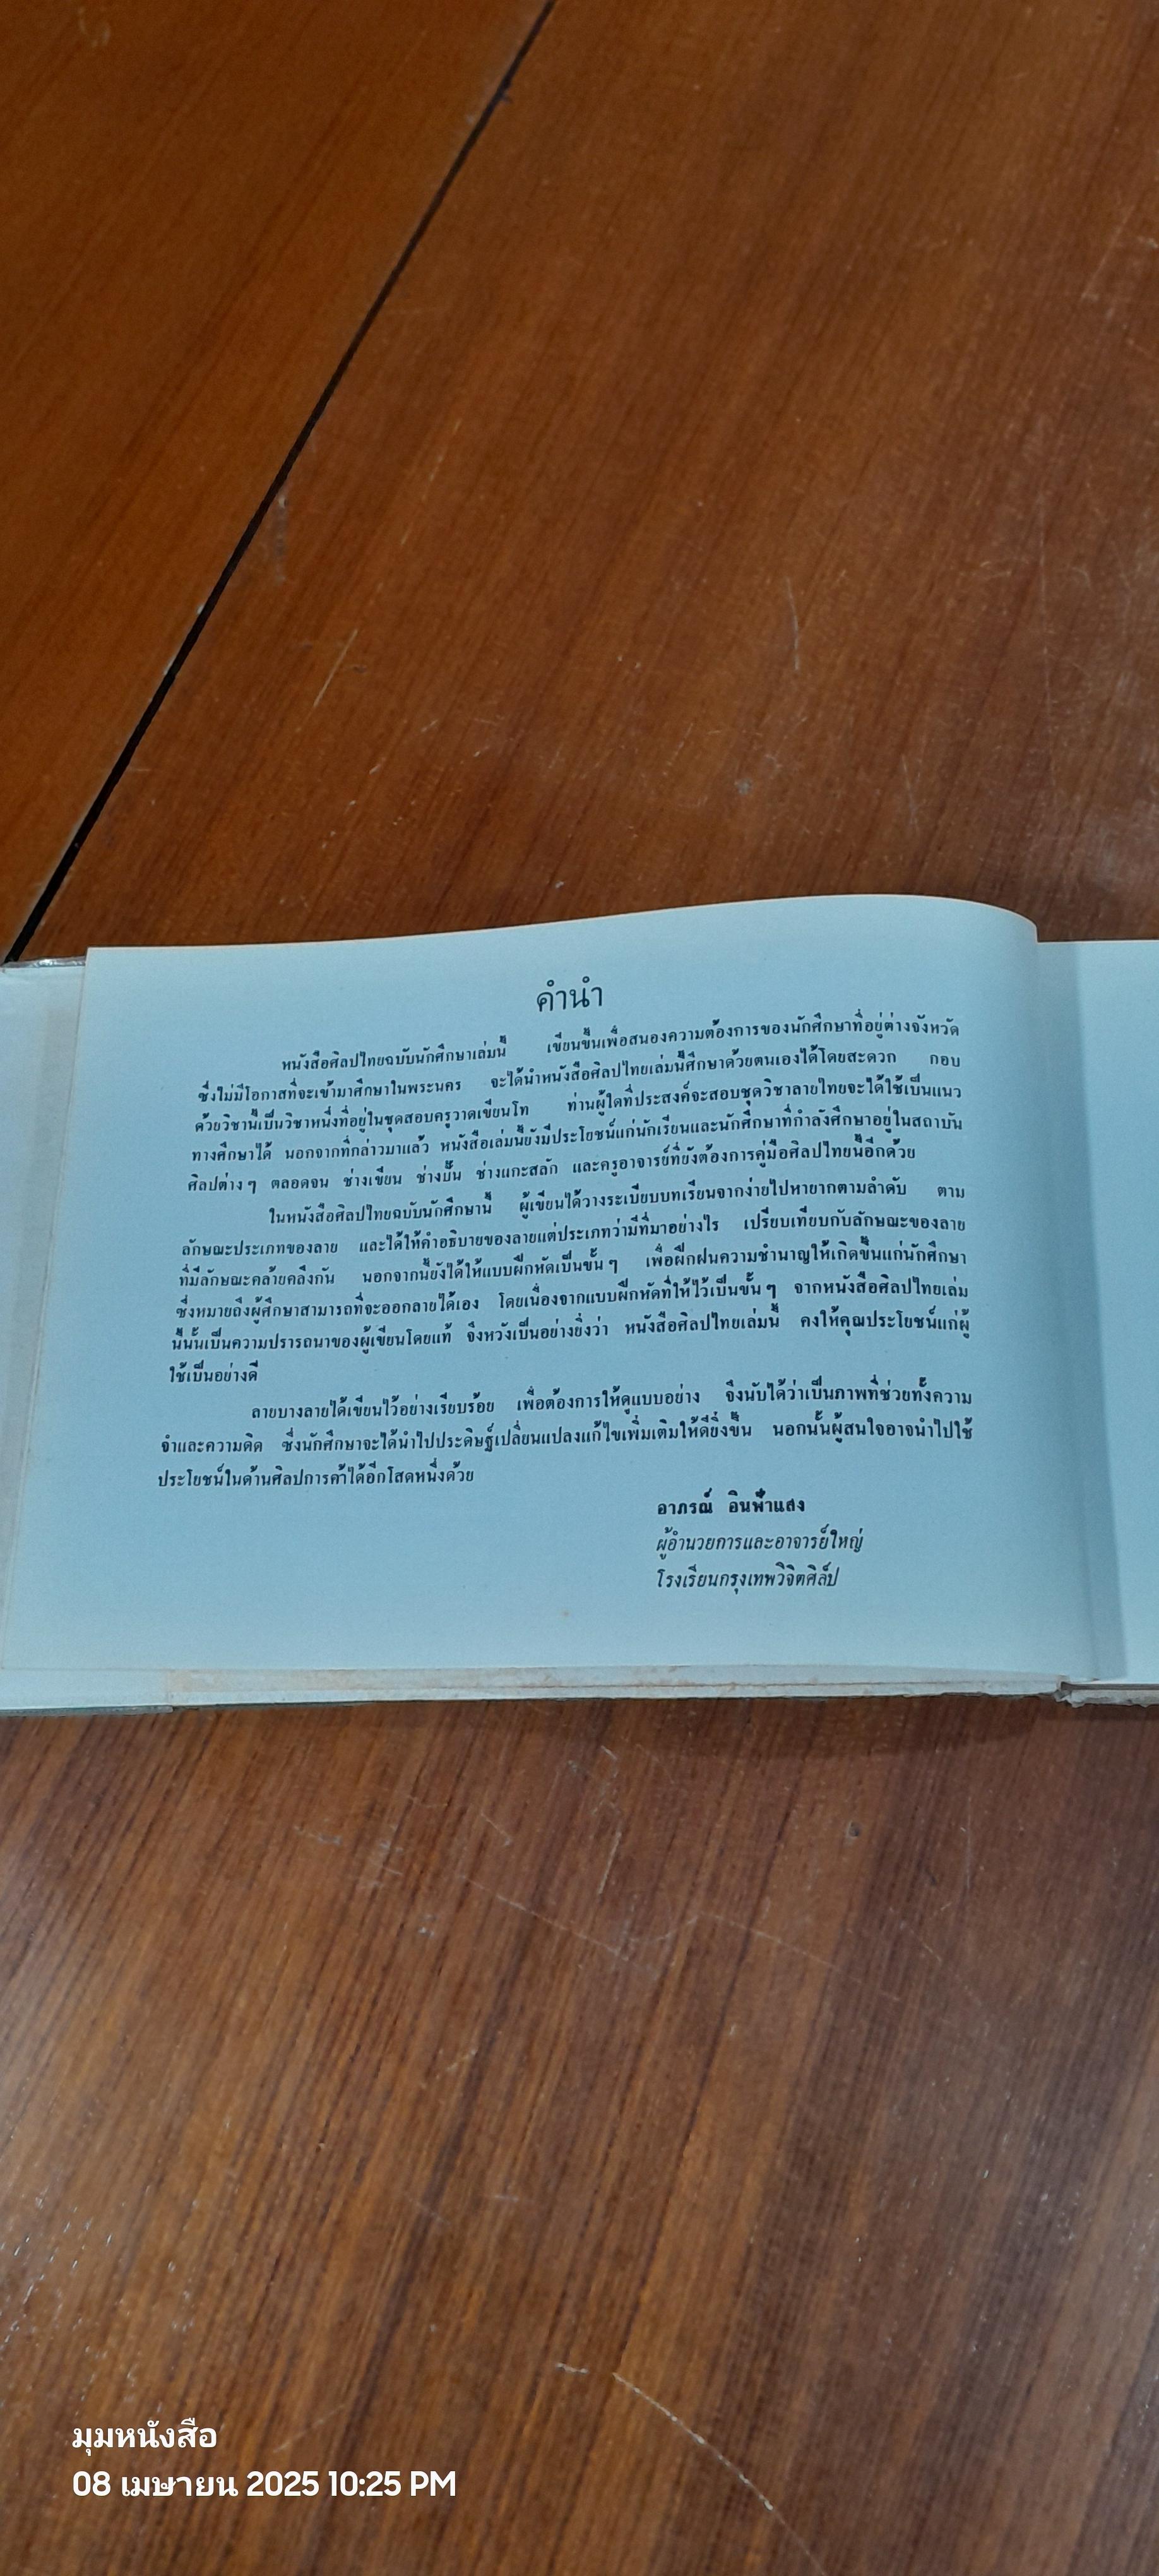 คำนำ
หนังสือศิลปไทยฉบับนักศึกษาเล่มนี้ เขียนขึ้นเพื่อสนองความต้องการของนักศึกษาที่อยู่ต่างจังหวัด
ซึ่งไม่มีโอกาสที่จะเข้ามาศึกษาในพระนคร จะได้นำหนังสือศิลปไทยเล่มนี้ศึกษาด้วยตนเองได้โดยสะดวก กอบ
ด้วยวิชานี้เป็นวิชาหนึ่งที่อยู่ในชุดสอบครูวาดเขียนโท ท่านผู้ใดที่ประสงค์จะสอบชุดวิชาลายไทยจะได้ใช้เป็นแนว
ทางศึกษาได้ นอกจากที่กล่าวมาแล้ว หนังสือเล่มนี้ยังมีประโยชน์แก่นักเรียนและนักศึกษาที่กำลังศึกษาอยู่ในสถาบัน
ศิลปต่าง ๆ ตลอดจน ช่างเขียน ช่างปั้น ช่างแกะสลัก และครูอาจารย์ที่ยังต้องการคู่มือศิลปไทยนี้อีกด้วย
ในหนังสือศิลปไทยฉบับนักศึกษานี้ ผู้เขียนได้วางระเบียบบทเรียนจากง่ายไปหายากตามลำดับ ตาม
ลักษณะประเภทของลาย และได้ให้คำอธิบายของลายแต่ประเภทว่ามีที่มาอย่างไร เปรียบเทียบกับลักษณะของลาย
ที่มีลักษณะคล้ายคลึงกัน นอกจากนี้ยังได้ให้แบบฝึกหัดเป็นขั้น ๆ เพื่อฝึกฝนความชำนาญให้เกิดขึ้นแก่นักศึกษา
ซึ่งหมายถึงผู้ศึกษาสามารถที่จะออกลายได้เอง โดยเนื่องจากแบบฝึกหัดที่ให้ไว้เป็นขั้น ๆ จากหนังสือศิลปไทยเล่ม
นี้นั้นเป็นความปรารถนาของผู้เขียนโดยแท้ จึงหวังเป็นอย่างยิ่งว่า หนังสือศิลปไทยเล่มนี้ คงให้คุณประโยชน์แก่ผู้
ใช้เป็นอย่างดี
ลายบางลายได้เขียนไว้อย่างเรียบร้อย เพื่อต้องการให้ดูแบบอย่าง จึงนับได้ว่าเป็นภาพที่ช่วยทั้งความ
จำและความคิด ซึ่งนักศึกษาจะได้นำไปประดิษฐ์เปลี่ยนแปลงแก้ไขเพิ่มเติมให้ดียิ่งขึ้น นอกนั้นผู้สนใจอาจนำไปใช้
ประโยชน์ในด้านศิลปการค้าได้อีกโสดหนึ่งด้วย
อาภรณ์ อินฟ้าแสง
ผู้อำนวยการและอาจารย์ใหญ่
โรงเรียนกรุงเทพวิจิตศิล์ป
มุมหนังสือ
08 เมษายน 2025 10:25 PM